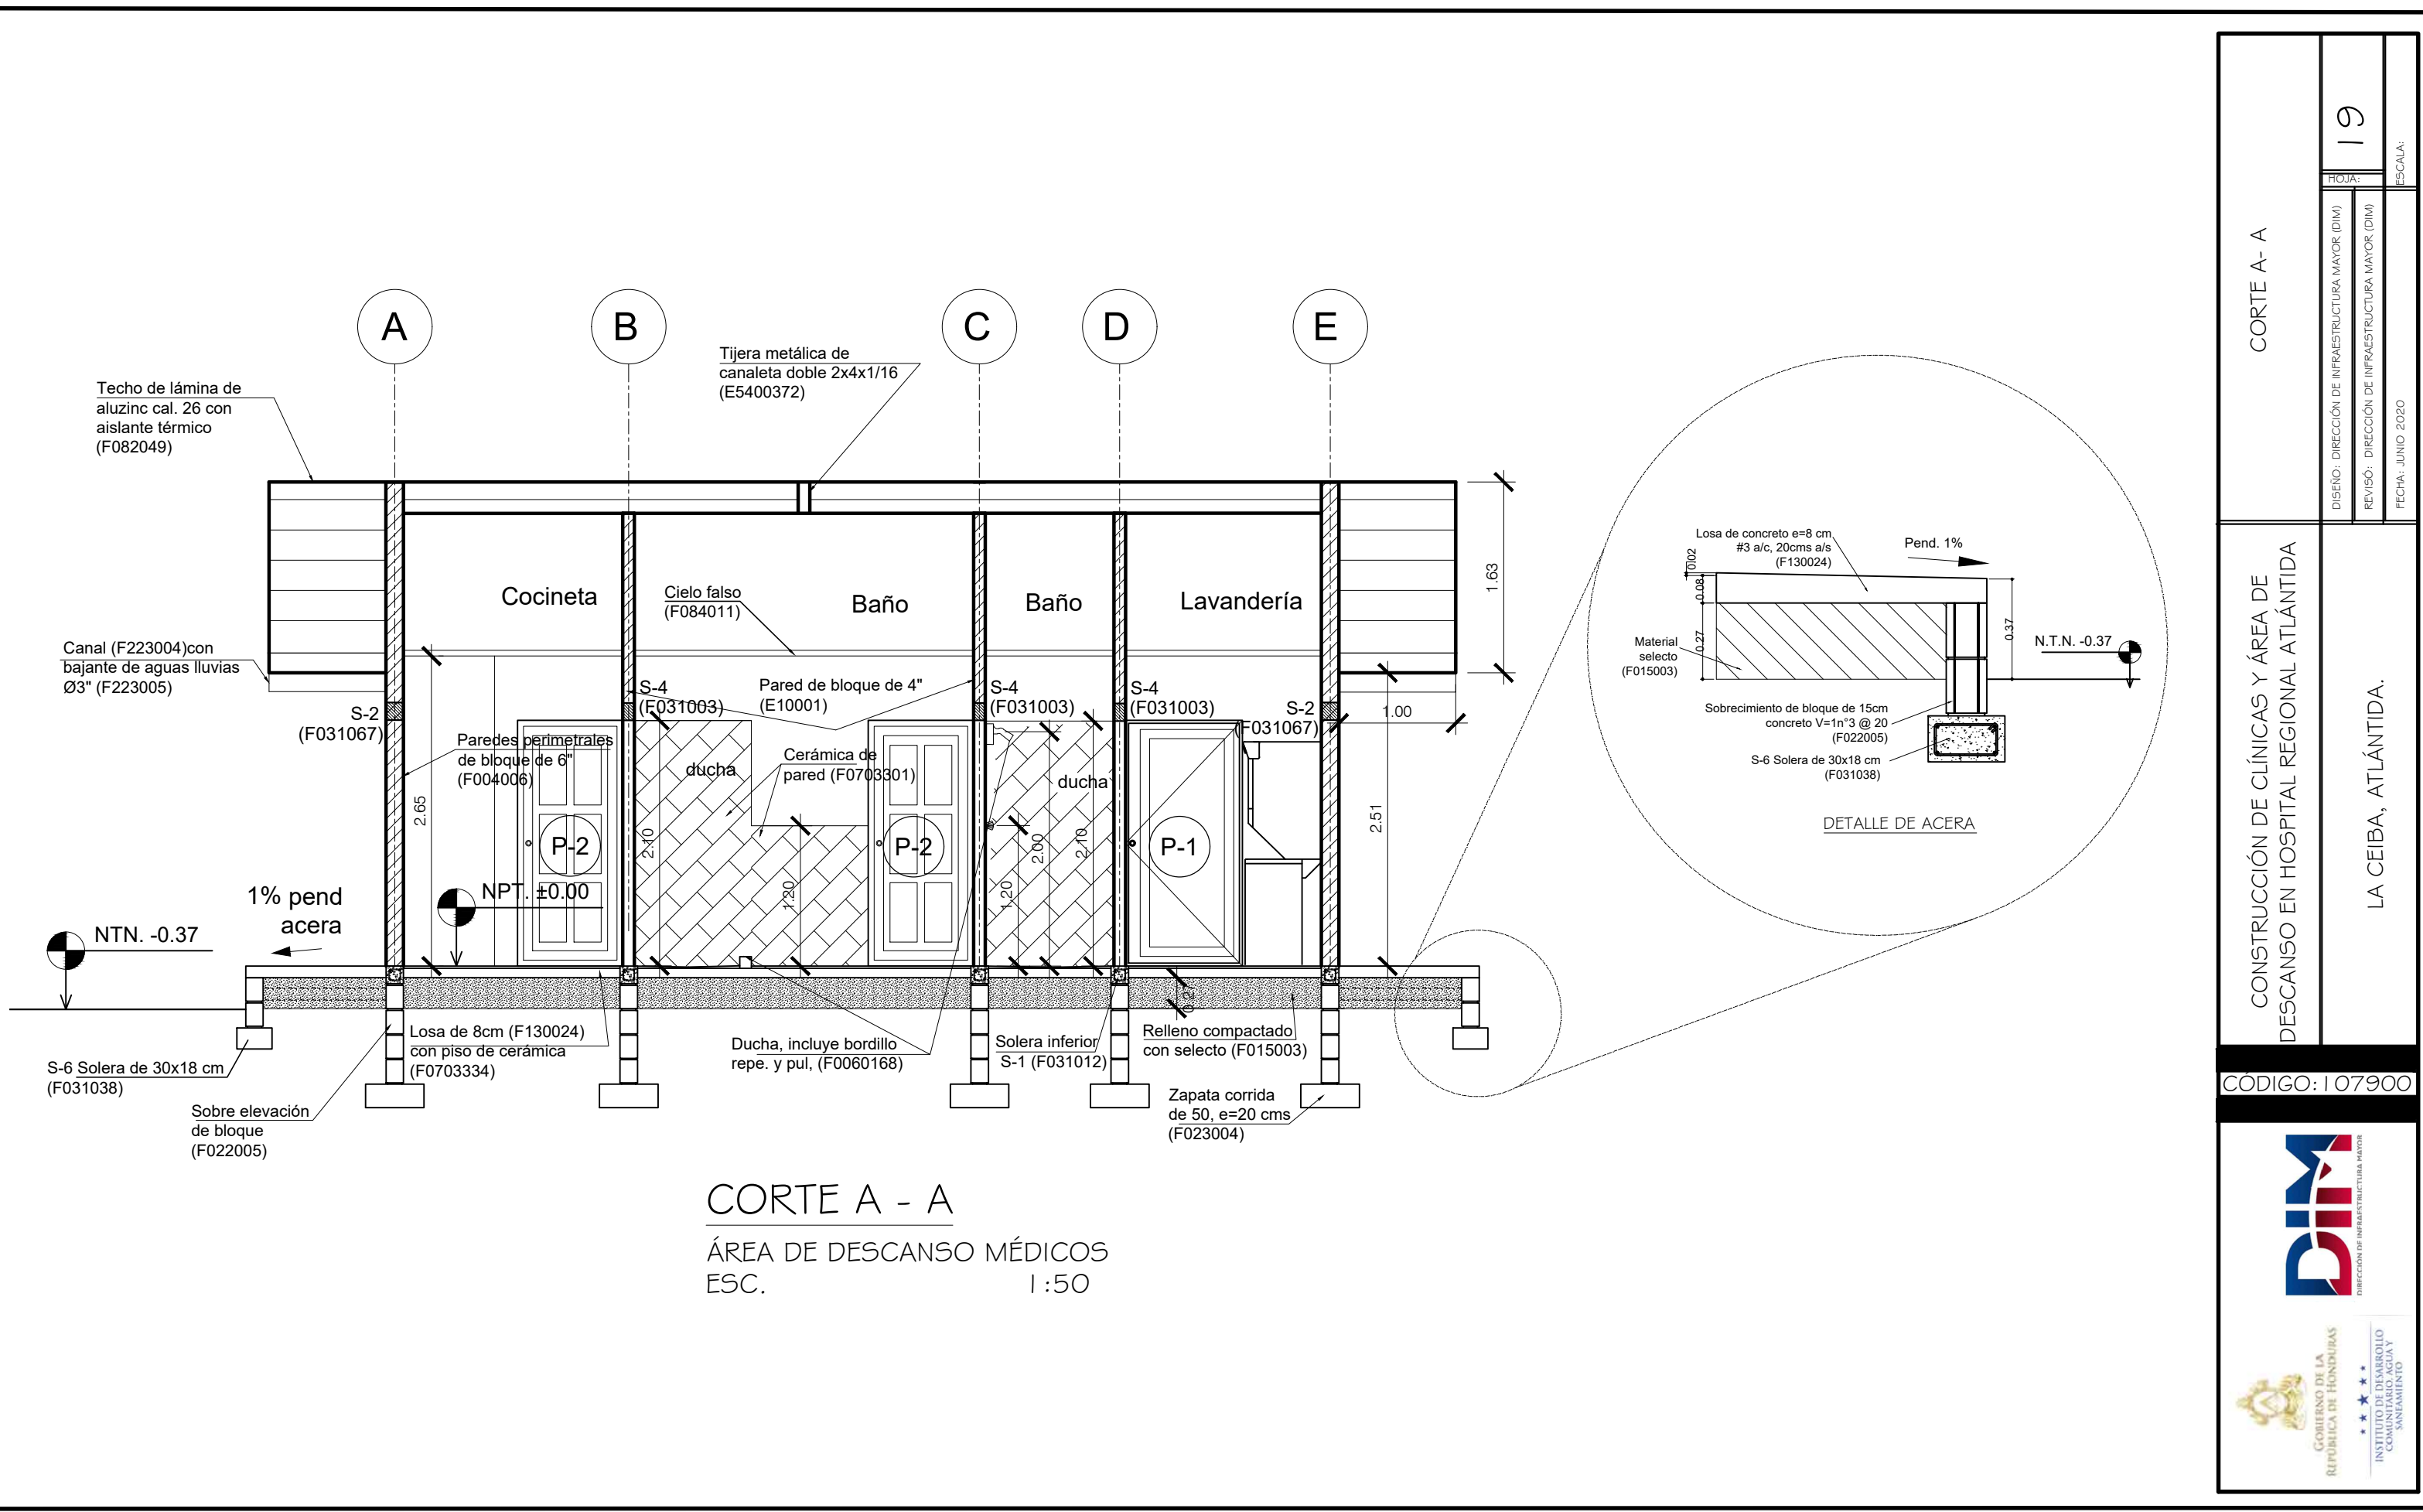 A
B
C
D
E
Tijera metálica de
canaleta doble 2x4x1/16
(E5400372)
Techo de lámina de
aluzinc cal. 26 con
aislante térmico
(F082049)
1.63
Cocineta
Cielo falso
(F084011)
Baño
Baño
Lavandería
Canal (F223004)con
bajante de aguas lluvias
Ø3" (F223005)
S-2
(F031067)
S-4
(F031003)
Pared de bloque de 4"
(E10001)
S-4
(F031003)
S-4
(F031003)
S-2
(F031067)
1.00
Paredes perimetrales
de bloque de 6"
(F004006)
ducha
Cerámica de
pared (F0703301)
ducha
2.65
P-2
2.10
1.20
P-2
1.20
2.00
2.10
P-1
2.51
NPT. ±0.00
1% pend
acera
NTN. -0.37
0.27
Losa de 8cm (F130024)
con piso de cerámica
(F0703334)
Ducha, incluye bordillo
repe. y pul, (F0060168)
Solera inferior
S-1 (F031012)
Relleno compactado
con selecto (F015003)
S-6 Solera de 30x18 cm
(F031038)
Sobre elevación
de bloque
(F022005)
Zapata corrida
de 50, e=20 cms
(F023004)
CORTE A - A
ÁREA DE DESCANSO MÉDICOS
ESC. 1:50
Losa de concreto e=8 cm
#3 a/c, 20cms a/s
(F130024)
Pend. 1%
0.02
0.08
0.27
0.37
Material
selecto
(F015003)
N.T.N. -0.37
Sobrecimiento de bloque de 15cm
concreto V=1n°3 @ 20
(F022005)
S-6 Solera de 30x18 cm
(F031038)
DETALLE DE ACERA
CORTE A- A
HOJA:
19
DISEÑO: DIRECCIÓN DE INFRAESTRUCTURA MAYOR (DIM)
REVISÓ: DIRECCIÓN DE INFRAESTRUCTURA MAYOR (DIM)
FECHA: JUNIO 2020
ESCALA:
CONSTRUCCIÓN DE CLÍNICAS Y ÁREA DE
DESCANSO EN HOSPITAL REGIONAL ATLÁNTIDA
LA CEIBA, ATLÁNTIDA.
CÓDIGO:107900
DIM
DIRECCIÓN DE INFRAESTRUCTURA MAYOR
GOBIERNO DE LA
REPÚBLICA DE HONDURAS
INSTITUTO DE DESARROLLO
COMUNITARIO, AGUA Y
SANEAMIENTO